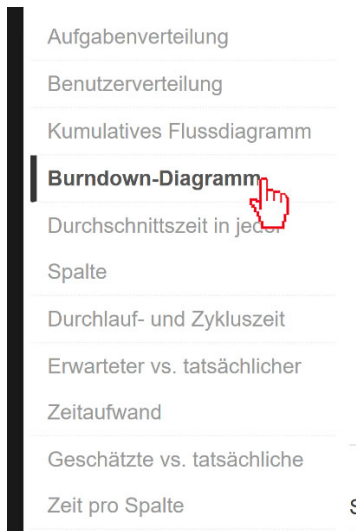 Aufgabenverteilung
Benutzerverteilung
Kumulatives Flussdiagramm
Burndown-Diagramm
Durchschnittszeit in jeder
Spalte
Durchlauf- und Zykluszeit
Erwarteter vs. tatsächlicher
Zeitaufwand
Geschätzte vs. tatsächliche
Zeit pro Spalte